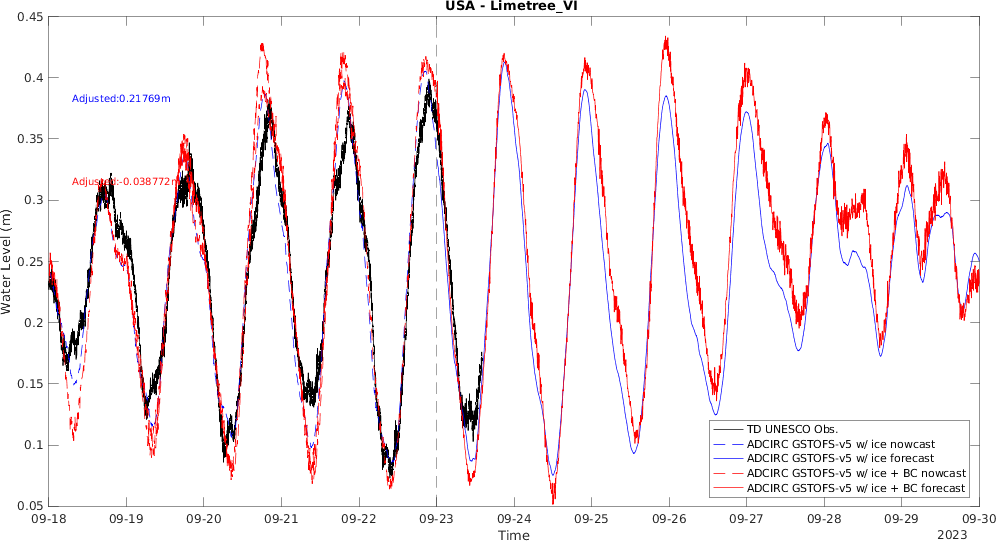 USA - Limetree_VI
0.45
0.4
0.35
0.3
0.25
0.2
0.15
0.1
0.05
Water Level (m)
Adjusted:0.21769m
Adjusted:-0.038772m
TD UNESCO Obs.
ADCIRC GSTOFS-v5 w/ ice nowcast
ADCIRC GSTOFS-v5 w/ ice forecast
ADCIRC GSTOFS-v5 w/ ice + BC nowcast
ADCIRC GSTOFS-v5 w/ ice + BC forecast
09-18 09-19 09-20 09-21 09-22 09-23 09-24 09-25 09-26 09-27 09-28 09-29 09-30
Time
2023